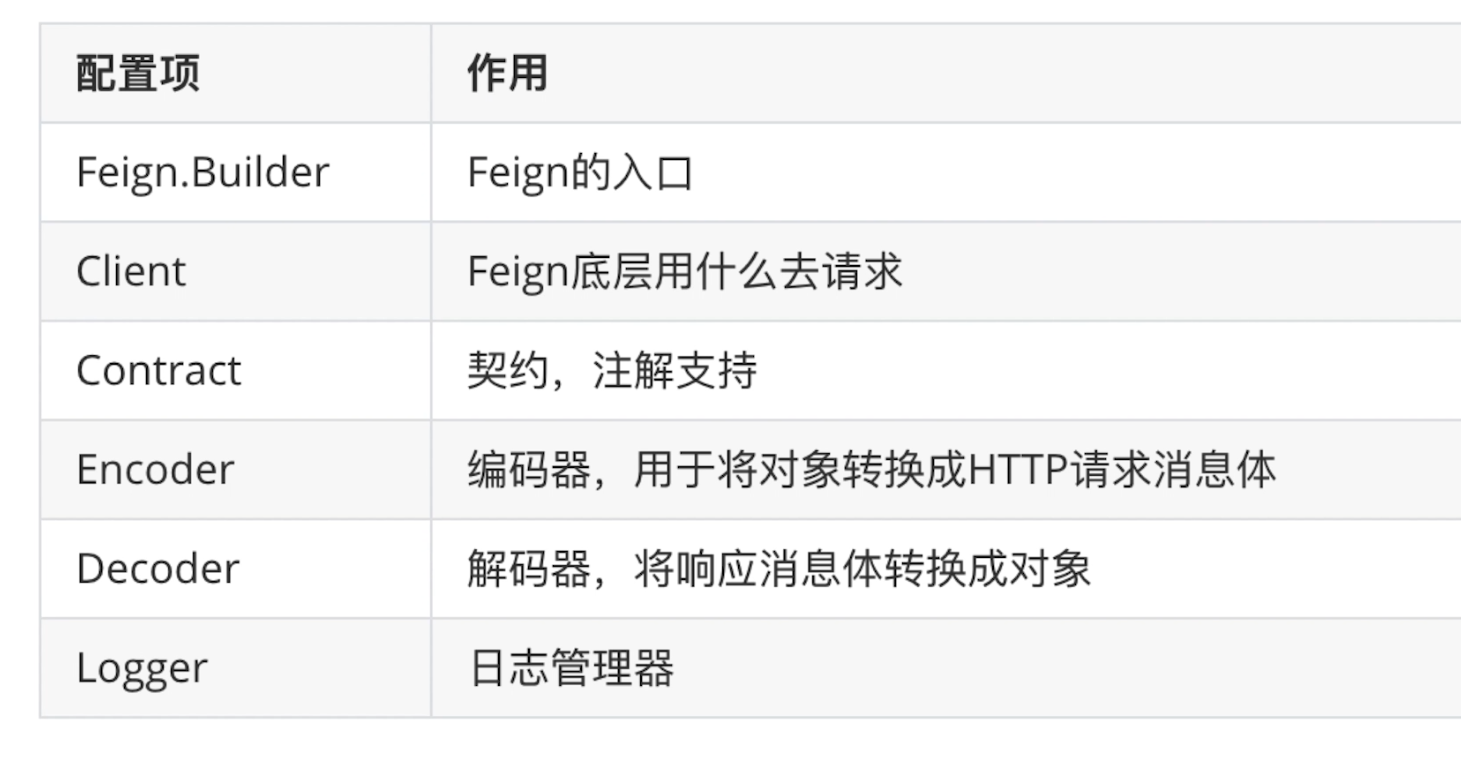 配置项 作用
Feign.Builder Feign的入口
Client Feign底层用什么去请求
Contract 契约，注解支持
Encoder 编码器，用于将对象转换成HTTP请求消息体
Decoder 解码器，将响应消息体转换成对象
Logger 日志管理器